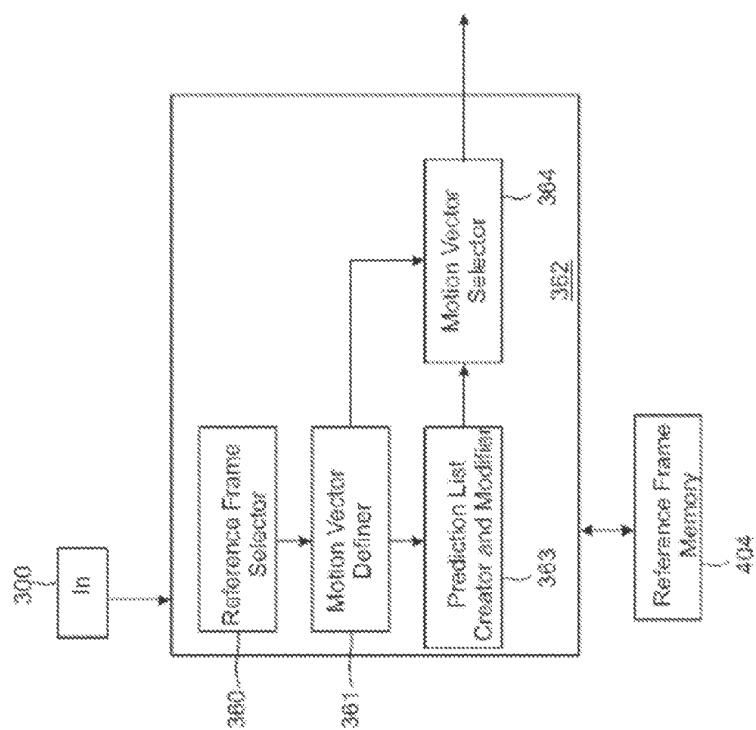 300
In
360
Reference Frame
Selector
361
Motion Vector
Definer
Prediction List
Creator and Modifier
363
Motion Vector
Selector
364
362
Reference Frame
Memory
404